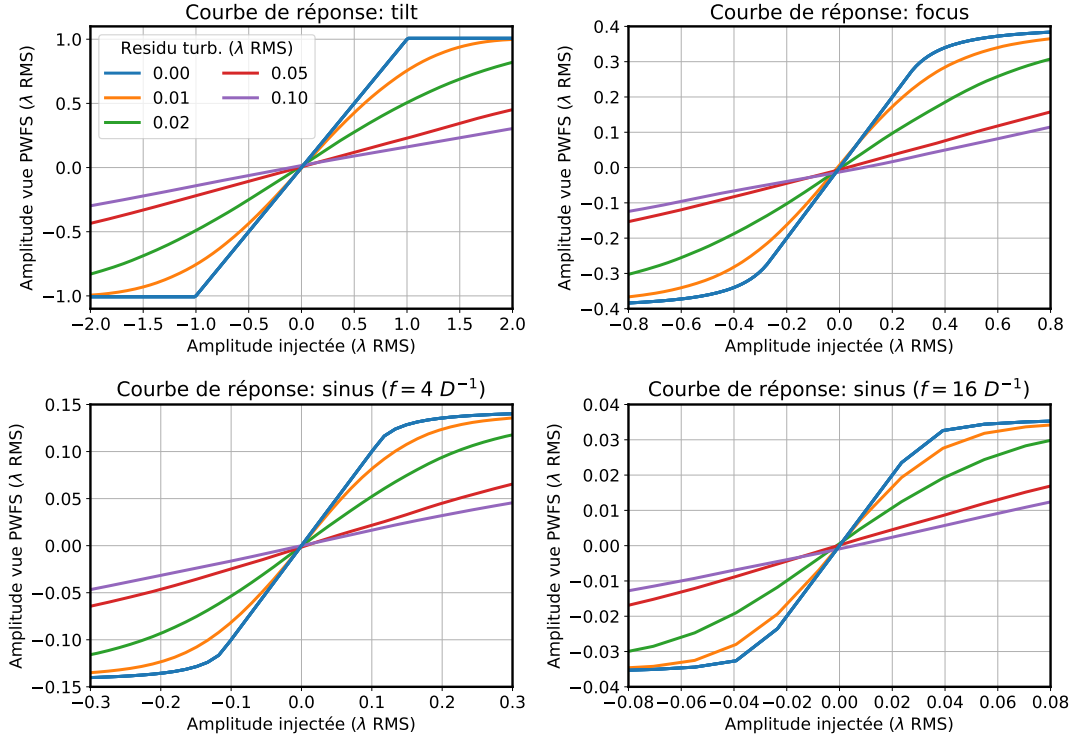 Courbe de réponse: tilt
Amplitude vue PWFS (λ RMS)
1.0
0.5
0.0
−0.5
−1.0
Residu turb. (λ RMS)
0.00
0.01
0.02
0.05
0.10
−2.0 −1.5 −1.0 −0.5 0.0 0.5 1.0 1.5 2.0
Amplitude injectée (λ RMS)
Courbe de réponse: focus
Amplitude vue PWFS (λ RMS)
0.4
0.3
0.2
0.1
0.0
−0.1
−0.2
−0.3
−0.4
−0.8 −0.6 −0.4 −0.2 0.0 0.2 0.4 0.6 0.8
Amplitude injectée (λ RMS)
Courbe de réponse: sinus (f = 4 D⁻¹)
Amplitude vue PWFS (λ RMS)
0.15
0.10
0.05
0.00
−0.05
−0.10
−0.15
−0.3 −0.2 −0.1 0.0 0.1 0.2 0.3
Amplitude injectée (λ RMS)
Courbe de réponse: sinus (f = 16 D⁻¹)
Amplitude vue PWFS (λ RMS)
0.04
0.03
0.02
0.01
0.00
−0.01
−0.02
−0.03
−0.04
−0.08 −0.06 −0.04 −0.02 0.00 0.02 0.04 0.06 0.08
Amplitude injectée (λ RMS)